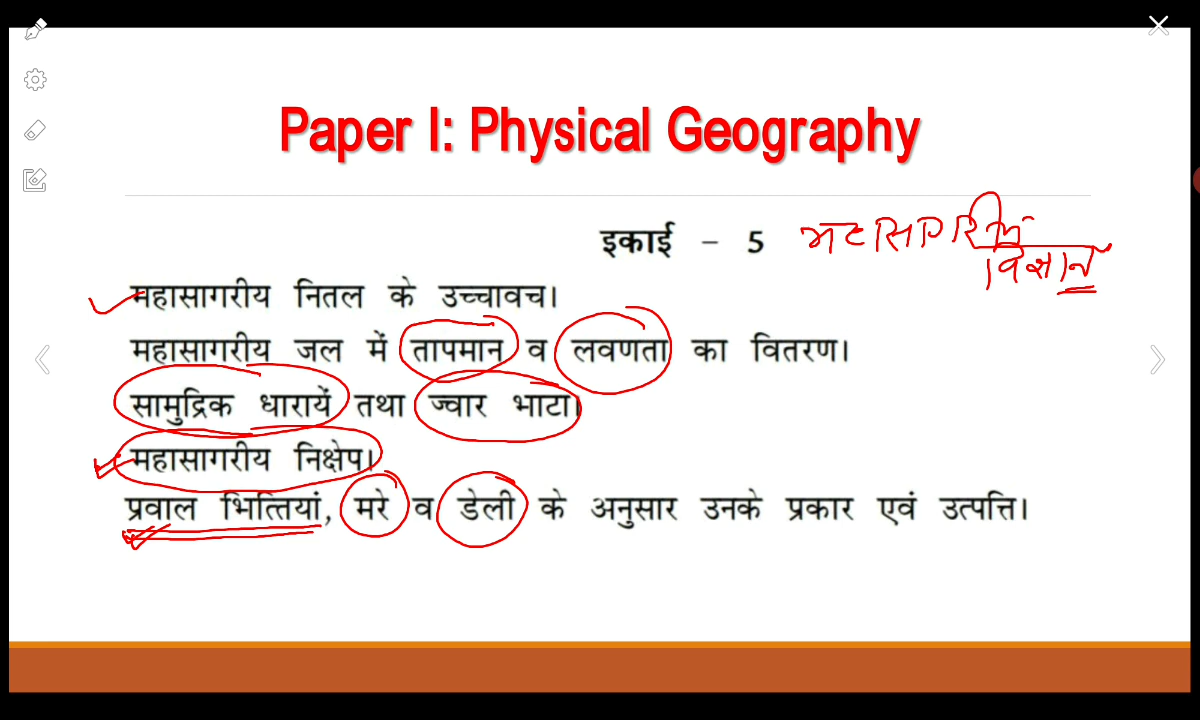 Paper I: Physical Geography
इकाई – 5 महासागरीय
विज्ञान
महासागरीय नितल के उच्चावच।
महासागरीय जल में तापमान व लवणता का वितरण।
सामुद्रिक धारायें तथा ज्वार भाटा।
महासागरीय निक्षेप।
प्रवाल भित्तियां, मरे व डेली के अनुसार उनके प्रकार एवं उत्पत्ति।